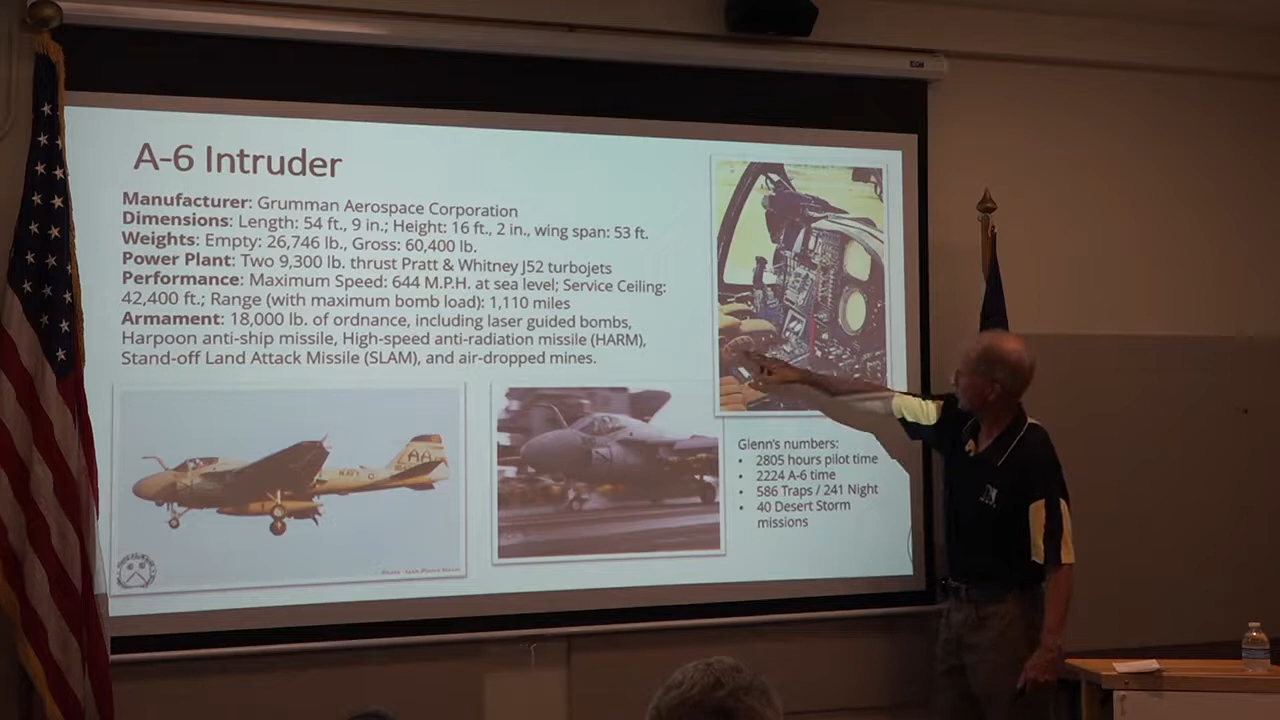 A-6 Intruder
Manufacturer: Grumman Aerospace Corporation
Dimensions: Length: 54 ft., 9 in.; Height: 16 ft., 2 in., wing span: 53 ft.
Weights: Empty: 26,746 lb., Gross: 60,400 lb.
Power Plant: Two 9,300 lb. thrust Pratt & Whitney J52 turbojets
Performance: Maximum Speed: 644 M.P.H. at sea level; Service Ceiling:
42,400 ft.; Range (with maximum bomb load): 1,110 miles
Armament: 18,000 lb. of ordnance, including laser guided bombs,
Harpoon anti-ship missile, High-speed anti-radiation missile (HARM),
Stand-off Land Attack Missile (SLAM), and air-dropped mines.
AA
NAVY
Glenn's numbers:
• 2805 hours pilot time
• 2224 A-6 time
• 586 Traps / 241 Night
• 40 Desert Storm
missions